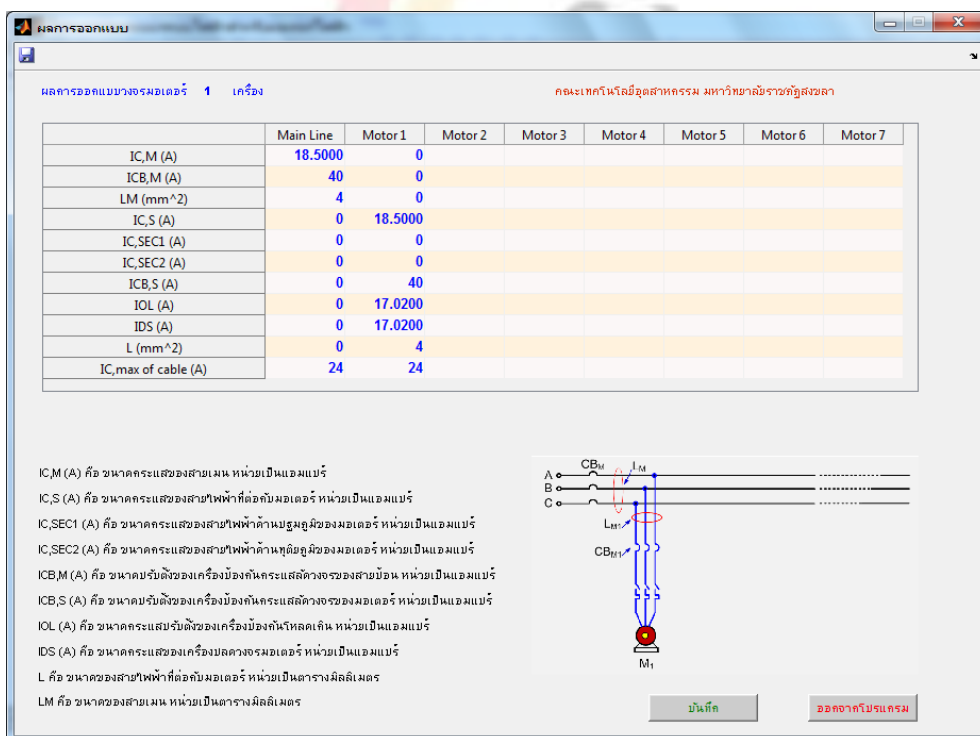 ผลการออกแบบ
ผลการออกแบบวงจรมอเตอร์ 1 เครื่อง
คณะเทคโนโลยีอุตสาหกรรม มหาวิทยาลัยราชภัฏสงขลา
Main Line Motor 1 Motor 2 Motor 3 Motor 4 Motor 5 Motor 6 Motor 7
IC,M (A) 18.5000 0
ICB,M (A) 40 0
LM (mm^2) 4 0
IC,S (A) 0 18.5000
IC,SEC1 (A) 0 0
IC,SEC2 (A) 0 0
ICB,S (A) 0 40
IOL (A) 0 17.0200
IDS (A) 0 17.0200
L (mm^2) 0 4
IC,max of cable (A) 24 24
IC,M (A) คือ ขนาดกระแสของสายเมน หน่วยเป็นแอมแปร์
IC,S (A) คือ ขนาดกระแสของสายไฟฟ้าที่ต่อกับมอเตอร์ หน่วยเป็นแอมแปร์
IC,SEC1 (A) คือ ขนาดกระแสของสายไฟฟ้าด้านปฐมภูมิของมอเตอร์ หน่วยเป็นแอมแปร์
IC,SEC2 (A) คือ ขนาดกระแสของสายไฟฟ้าด้านทุติยภูมิของมอเตอร์ หน่วยเป็นแอมแปร์
ICB,M (A) คือ ขนาดปรับตั้งของเครื่องป้องกันกระแสลัดวงจรของสายป้อน หน่วยเป็นแอมแปร์
ICB,S (A) คือ ขนาดปรับตั้งของเครื่องป้องกันกระแสลัดวงจรของมอเตอร์ หน่วยเป็นแอมแปร์
IOL (A) คือ ขนาดกระแสปรับตั้งของเครื่องป้องกันโหลดเกิน หน่วยเป็นแอมแปร์
IDS (A) คือ ขนาดกระแสของเครื่องปลดวงจรมอเตอร์ หน่วยเป็นแอมแปร์
L คือ ขนาดของสายไฟฟ้าที่ต่อกับมอเตอร์ หน่วยเป็นตารางมิลลิเมตร
LM คือ ขนาดของสายเมน หน่วยเป็นตารางมิลลิเมตร
CBM LM
A
B
C
LM1
CBM1
M1
บันทึก ออกจากโปรแกรม